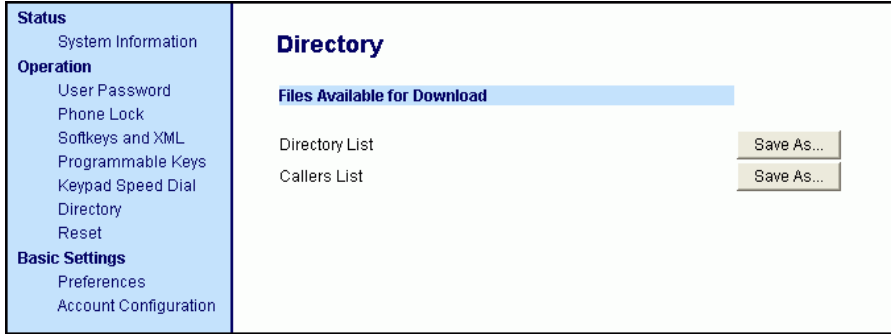 Status
System Information
Operation
User Password
Phone Lock
Softkeys and XML
Programmable Keys
Keypad Speed Dial
Directory
Reset
Basic Settings
Preferences
Account Configuration
Directory
Files Available for Download
Directory List Save As...
Callers List Save As...